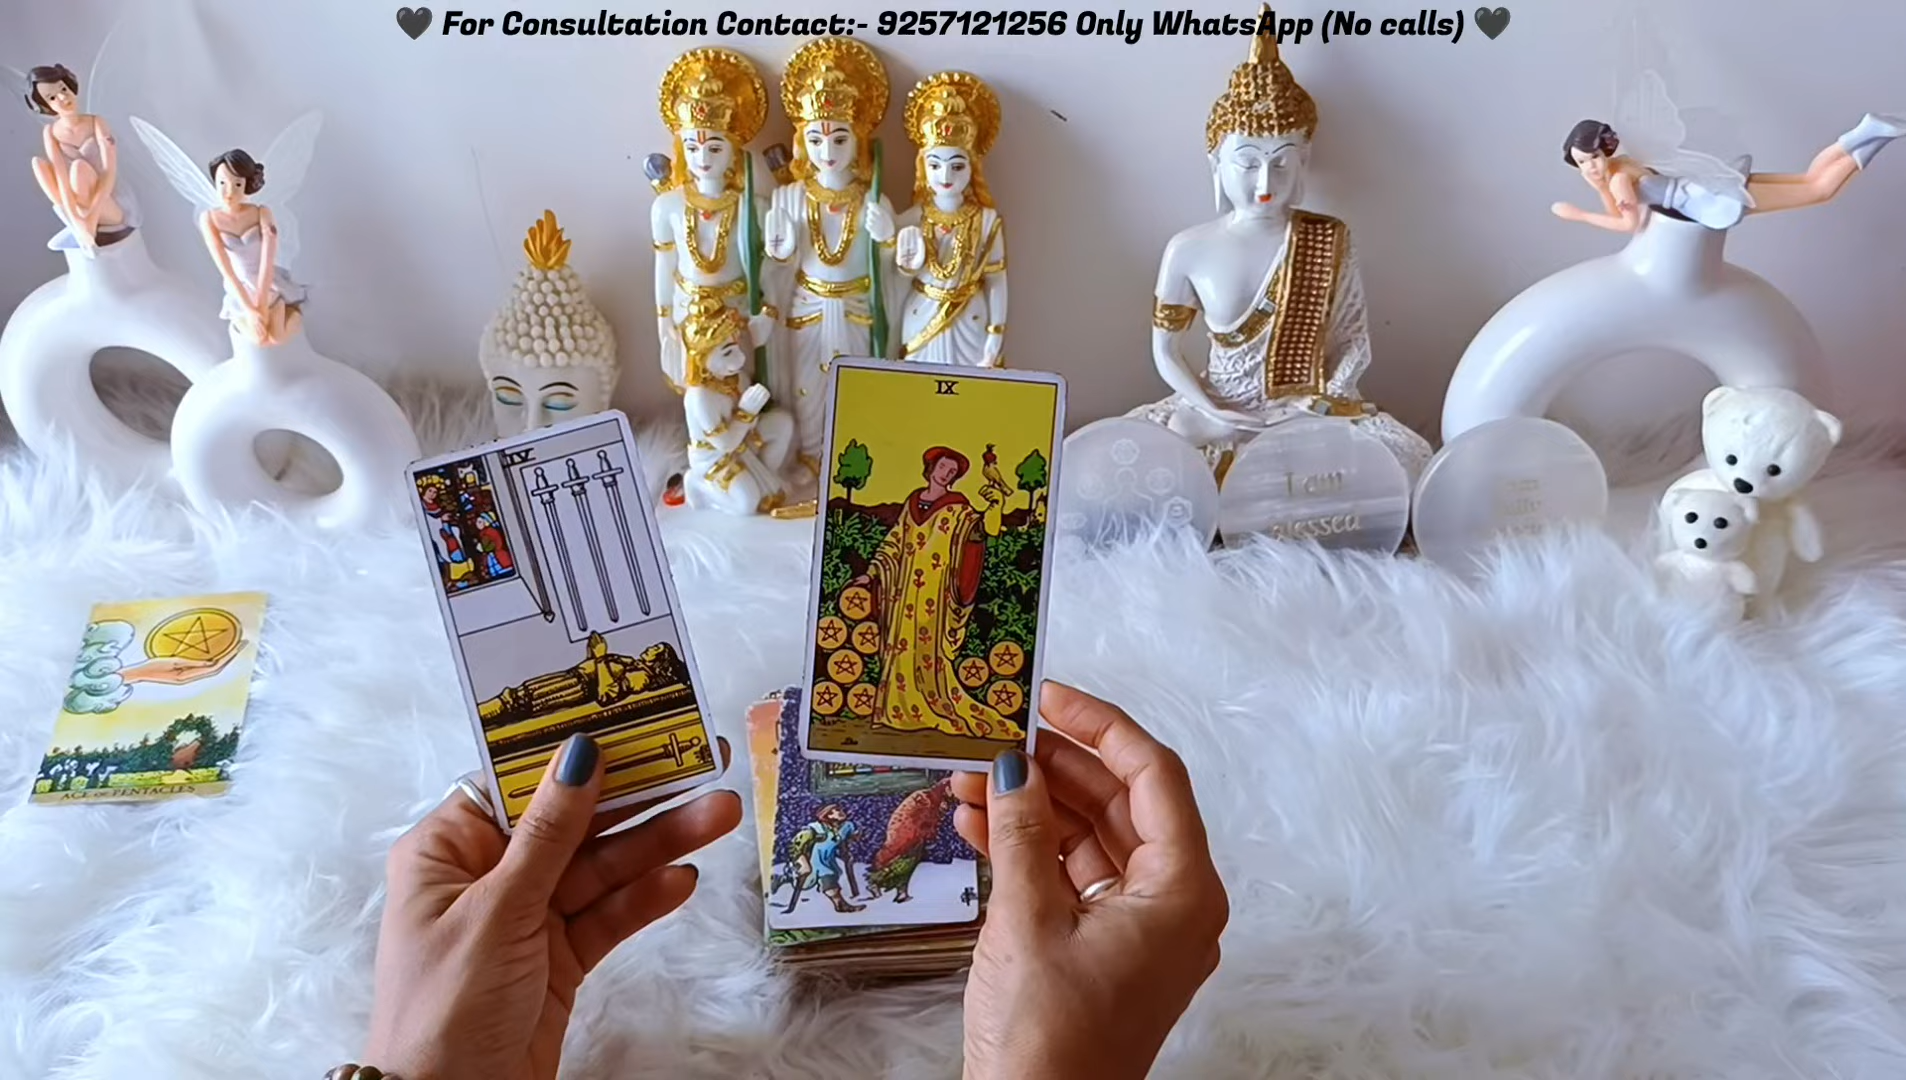 🖤 For Consultation Contact:- 9257121256 Only WhatsApp (No calls) 🖤
IX
IV
I am
Blessed
ACE OF PENTACLES